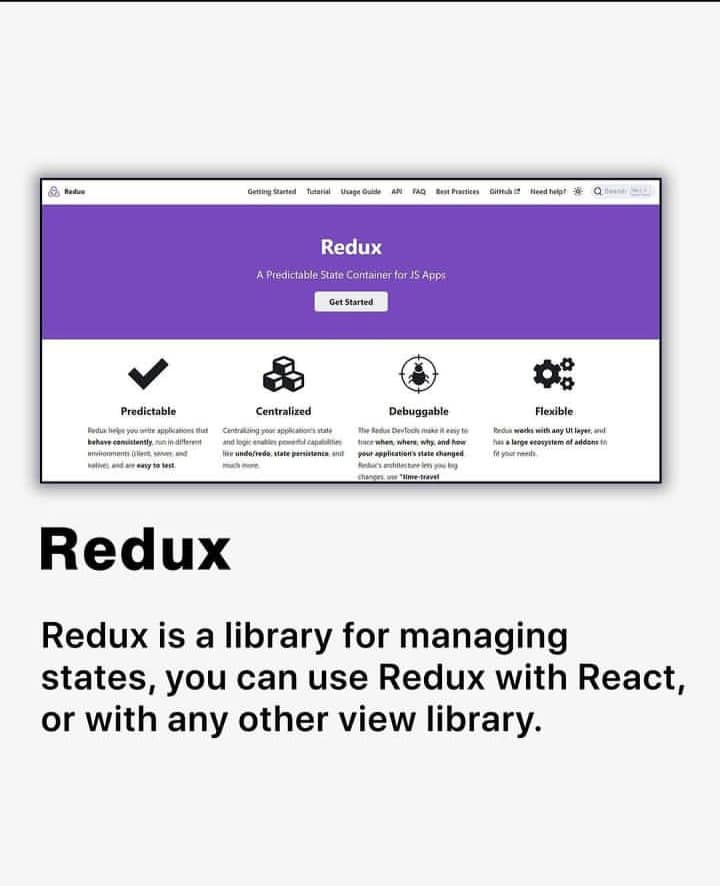 Redux
Getting Started Tutorial Usage Guide API FAQ Best Practices GitHub Need help? Search
Redux
A Predictable State Container for JS Apps
Get Started
Predictable
Redux helps you write applications that
behave consistently, run in different
environments (client, server, and
native), and are easy to test.
Centralized
Centralizing your application's state
and logic enables powerful capabilities
like undo/redo, state persistence, and
much more.
Debuggable
The Redux DevTools make it easy to
trace when, where, why, and how
your application's state changed.
Redux's architecture lets you log
changes, use "time-travel
Flexible
Redux works with any UI layer, and
has a large ecosystem of addons to
fit your needs.
Redux
Redux is a library for managing
states, you can use Redux with React,
or with any other view library.